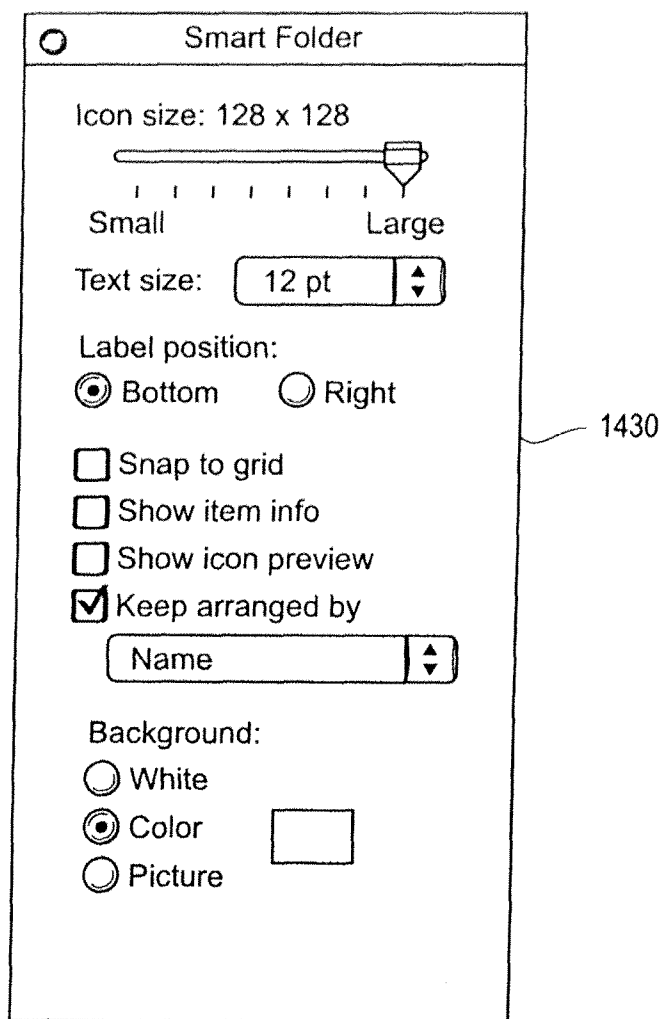 Smart Folder
Icon size: 128 x 128
Small Large
Text size: 12 pt
Label position:
Bottom Right
1430
Snap to grid
Show item info
Show icon preview
Keep arranged by
Name
Background:
White
Color
Picture